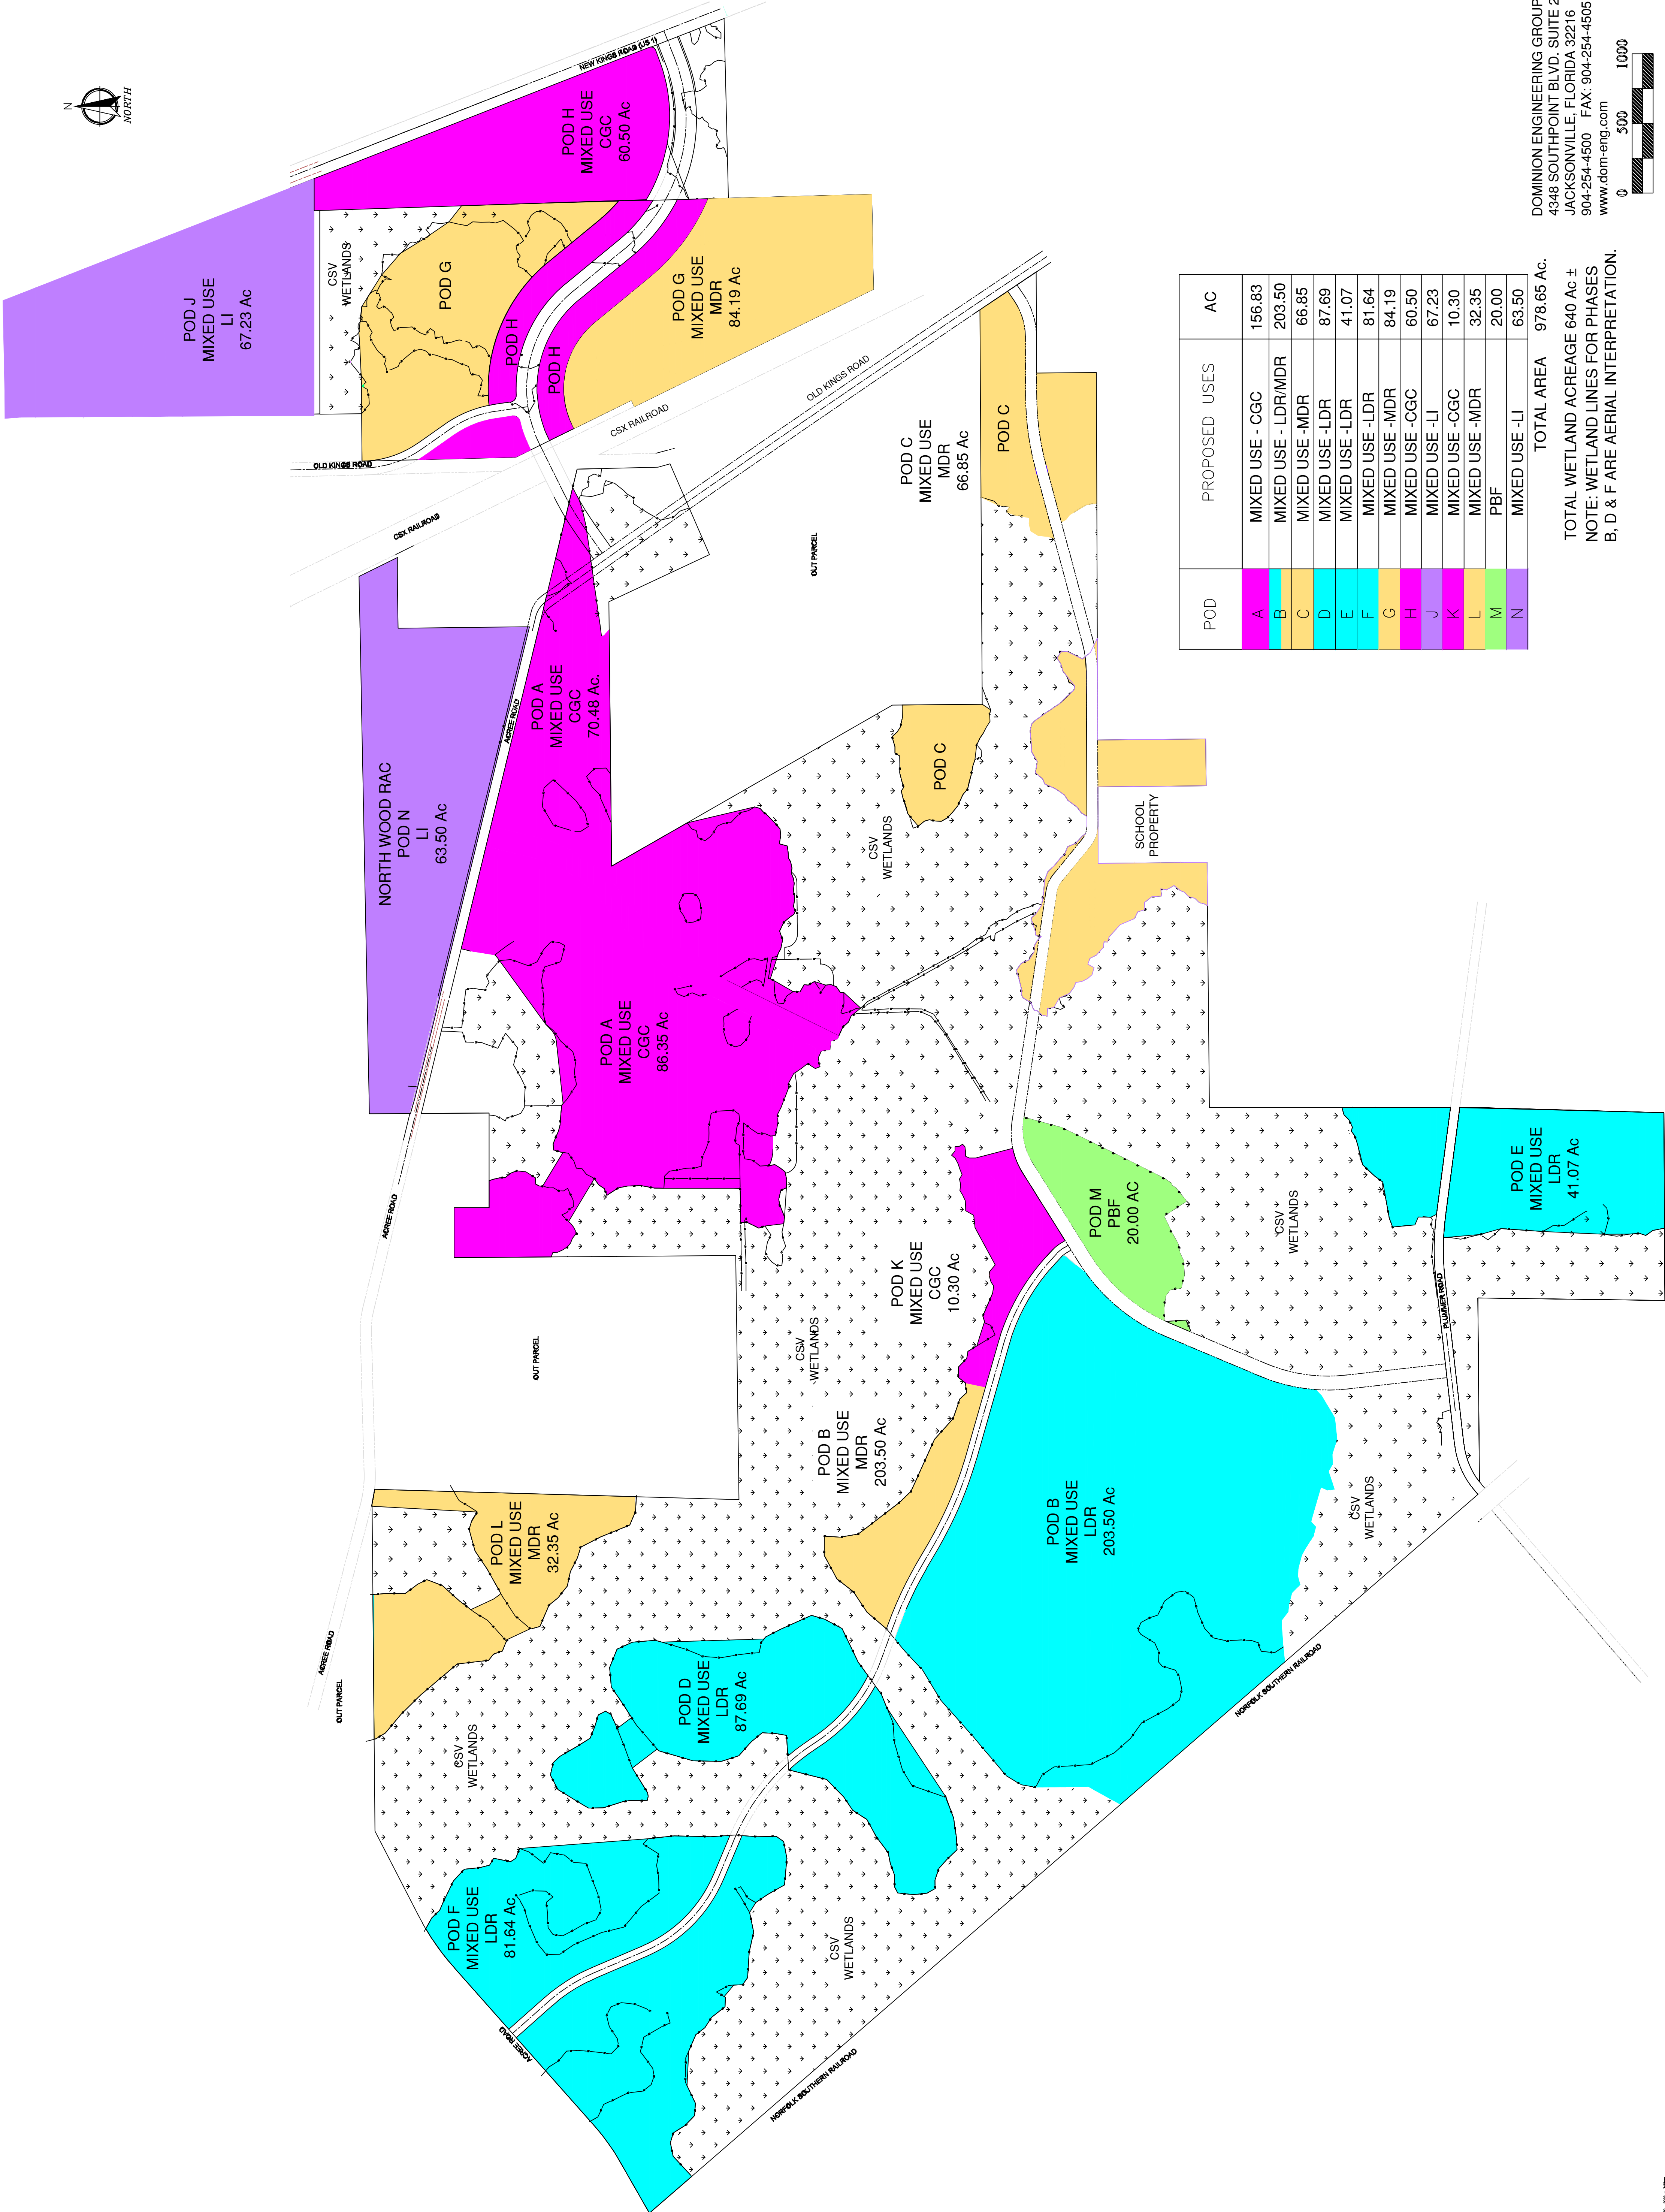 N
NORTH
POD J
MIXED USE
LI
67.23 Ac
NEW KINGS ROAD (US 1)
POD H
MIXED USE
CGC
60.50 Ac
CSV
WETLANDS
POD G
POD H
POD H
POD G
MIXED USE
MDR
84.19 Ac
OLD KINGS ROAD
CSX RAILROAD
CSX RAILROAD
OLD KINGS ROAD
NORTH WOOD RAC
POD N
LI
63.50 Ac
ACREE ROAD
POD A
MIXED USE
CGC
70.48 Ac.
OUT PARCEL
POD C
MIXED USE
MDR
66.85 Ac
POD C
POD C
CSV
WETLANDS
SCHOOL
PROPERTY
POD A
MIXED USE
CGC
86.35 Ac
ACREE ROAD
OUT PARCEL
POD K
MIXED USE
CGC
10.30 Ac
POD M
PBF
20.00 AC
CSV
WETLANDS
POD E
MIXED USE
LDR
41.07 Ac
PLUMMER ROAD
CSV
WETLANDS
POD B
MIXED USE
MDR
203.50 Ac
POD B
MIXED USE
LDR
203.50 Ac
CSV
WETLANDS
NORFOLK SOUTHERN RAILROAD
ACREE ROAD
OUT PARCEL
POD L
MIXED USE
MDR
32.35 Ac
CSV
WETLANDS
POD D
MIXED USE
LDR
87.69 Ac
POD F
MIXED USE
LDR
81.64 Ac
ACREE ROAD
CSV
WETLANDS
NORFOLK SOUTHERN RAILROAD
POD PROPOSED USES AC
A MIXED USE - CGC 156.83
B MIXED USE - LDR/MDR 203.50
C MIXED USE -MDR 66.85
D MIXED USE -LDR 87.69
E MIXED USE -LDR 41.07
F MIXED USE -LDR 81.64
G MIXED USE -MDR 84.19
H MIXED USE -CGC 60.50
J MIXED USE -LI 67.23
K MIXED USE -CGC 10.30
L MIXED USE -MDR 32.35
M PBF 20.00
N MIXED USE -LI 63.50
TOTAL AREA 978.65 Ac.
TOTAL WETLAND ACREAGE 640 Ac ±
NOTE: WETLAND LINES FOR PHASES
B, D & F ARE AERIAL INTERPRETATION.
DOMINION ENGINEERING GROUP
4348 SOUTHPOINT BLVD. SUITE 2
JACKSONVILLE, FLORIDA 32216
904-254-4500 FAX: 904-254-4505
www.dom-eng.com
0 500 1000